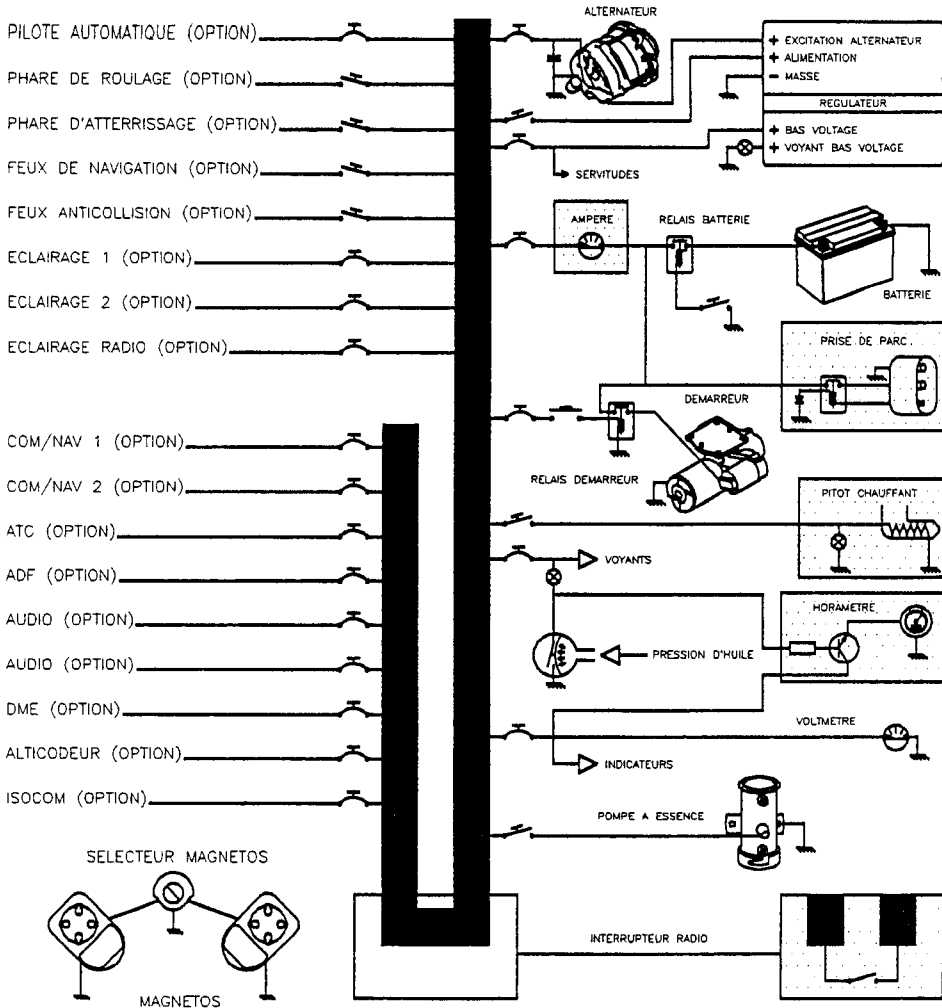 PILOTE AUTOMATIQUE (OPTION)
PHARE DE ROULAGE (OPTION)
PHARE D'ATTERRISSAGE (OPTION)
FEUX DE NAVIGATION (OPTION)
FEUX ANTICOLLISION (OPTION)
ECLAIRAGE 1 (OPTION)
ECLAIRAGE 2 (OPTION)
ECLAIRAGE RADIO (OPTION)
COM/NAV 1 (OPTION)
COM/NAV 2 (OPTION)
ATC (OPTION)
ADF (OPTION)
AUDIO (OPTION)
AUDIO (OPTION)
DME (OPTION)
ALTICODEUR (OPTION)
ISOCOM (OPTION)
SELECTEUR MAGNETOS
MAGNETOS
ALTERNATEUR
+ EXCITATION ALTERNATEUR
+ ALIMENTATION
- MASSE
REGULATEUR
+ BAS VOLTAGE
+ VOYANT BAS VOLTAGE
SERVITUDES
AMPERE
RELAIS BATTERIE
BATTERIE
PRISE DE PARC.
DEMARREUR
RELAIS DEMARREUR
PITOT CHAUFFANT
VOYANTS
HORAMETRE
PRESSION D'HUILE
VOLTMETRE
INDICATEURS
POMPE A ESSENCE
INTERRUPTEUR RADIO